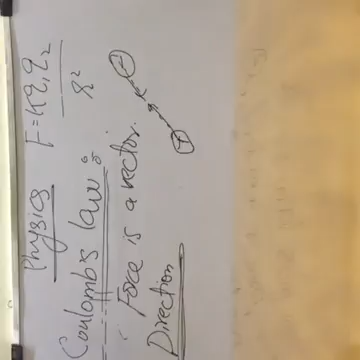 Physics F = Kq₁q₂
r²
Coulomb's law:
Force is a vector.
Direction
+
-